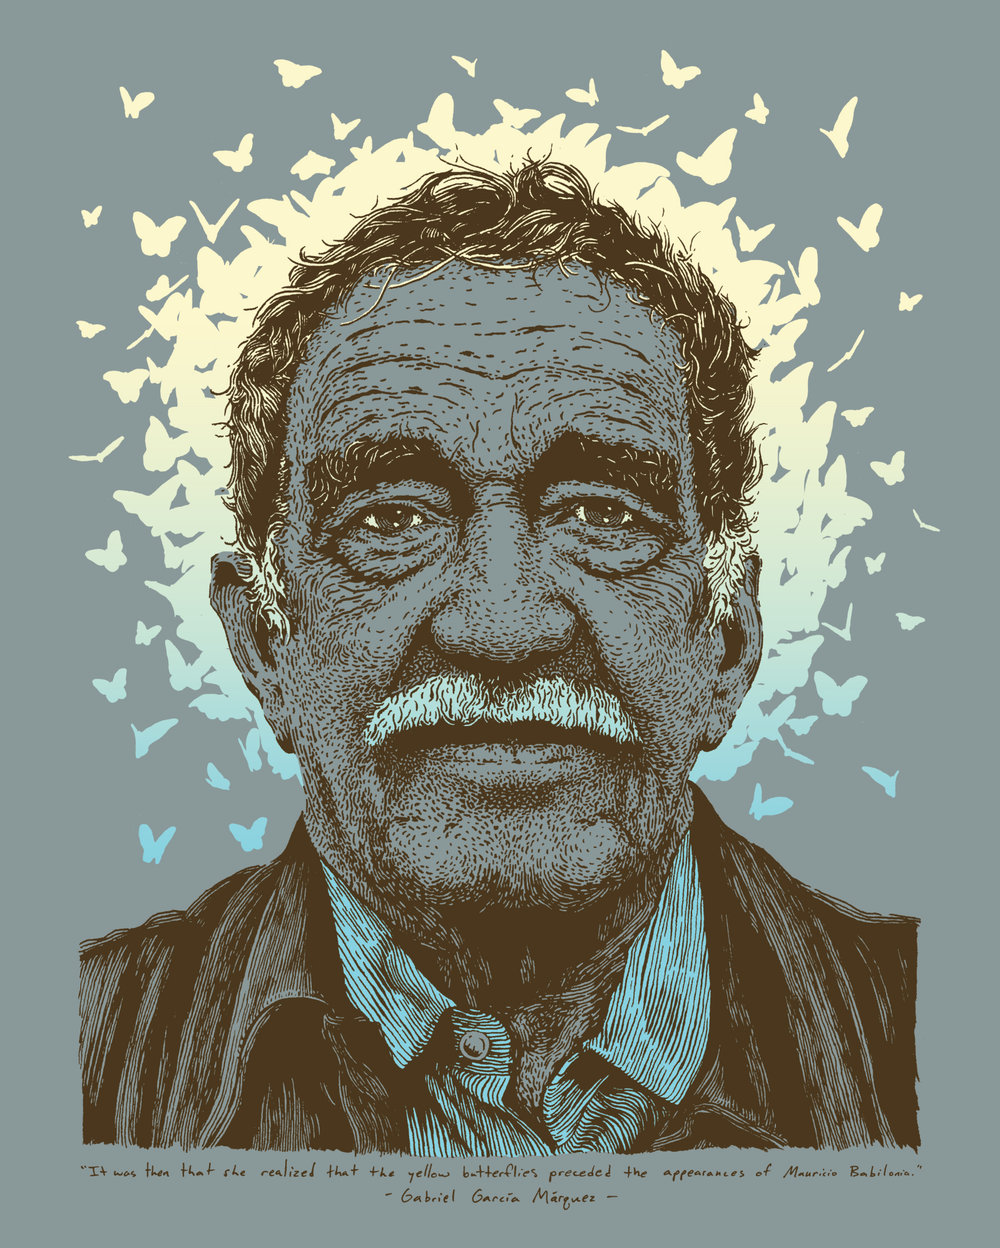 "It was then that she realized that the yellow butterflies preceded the appearances of Mauricio Babilonia."
- Gabriel García Márquez -